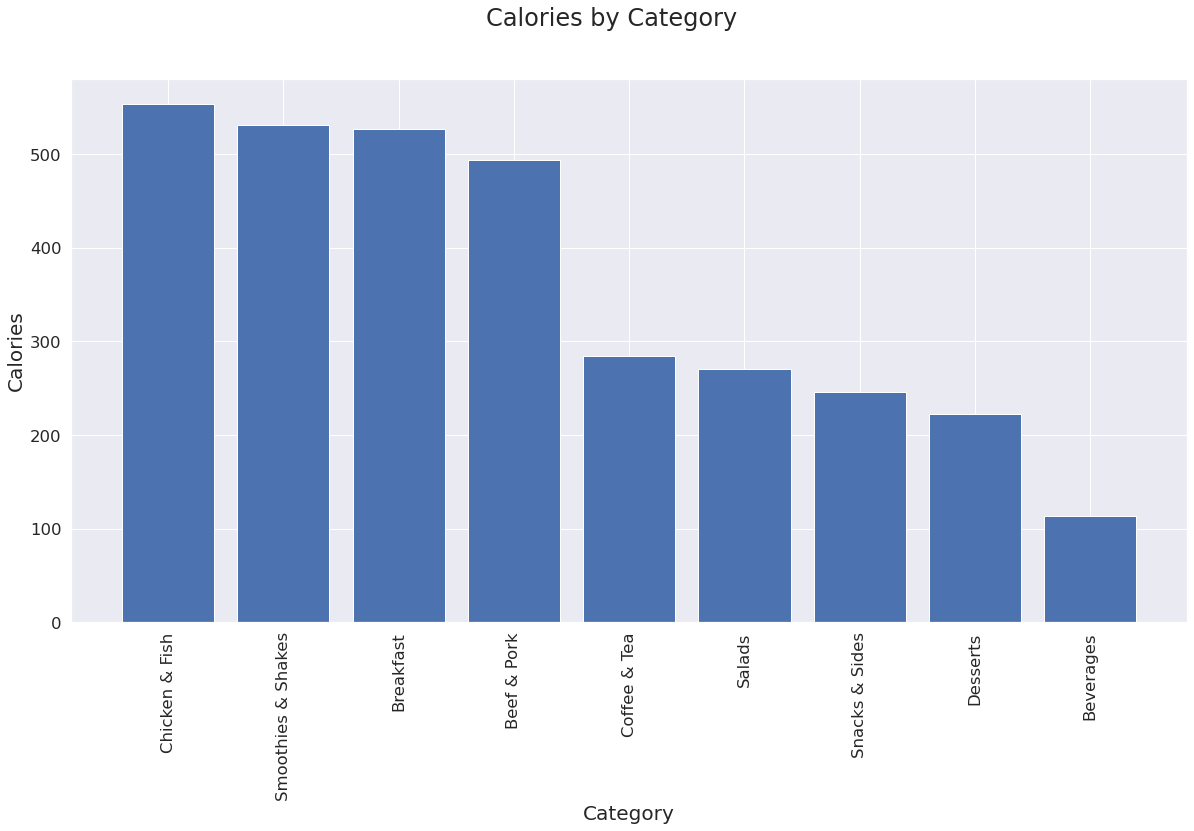 Calories by Category
Calories
500
400
300
200
100
0
Chicken & Fish
Smoothies & Shakes
Breakfast
Beef & Pork
Coffee & Tea
Salads
Snacks & Sides
Desserts
Beverages
Category